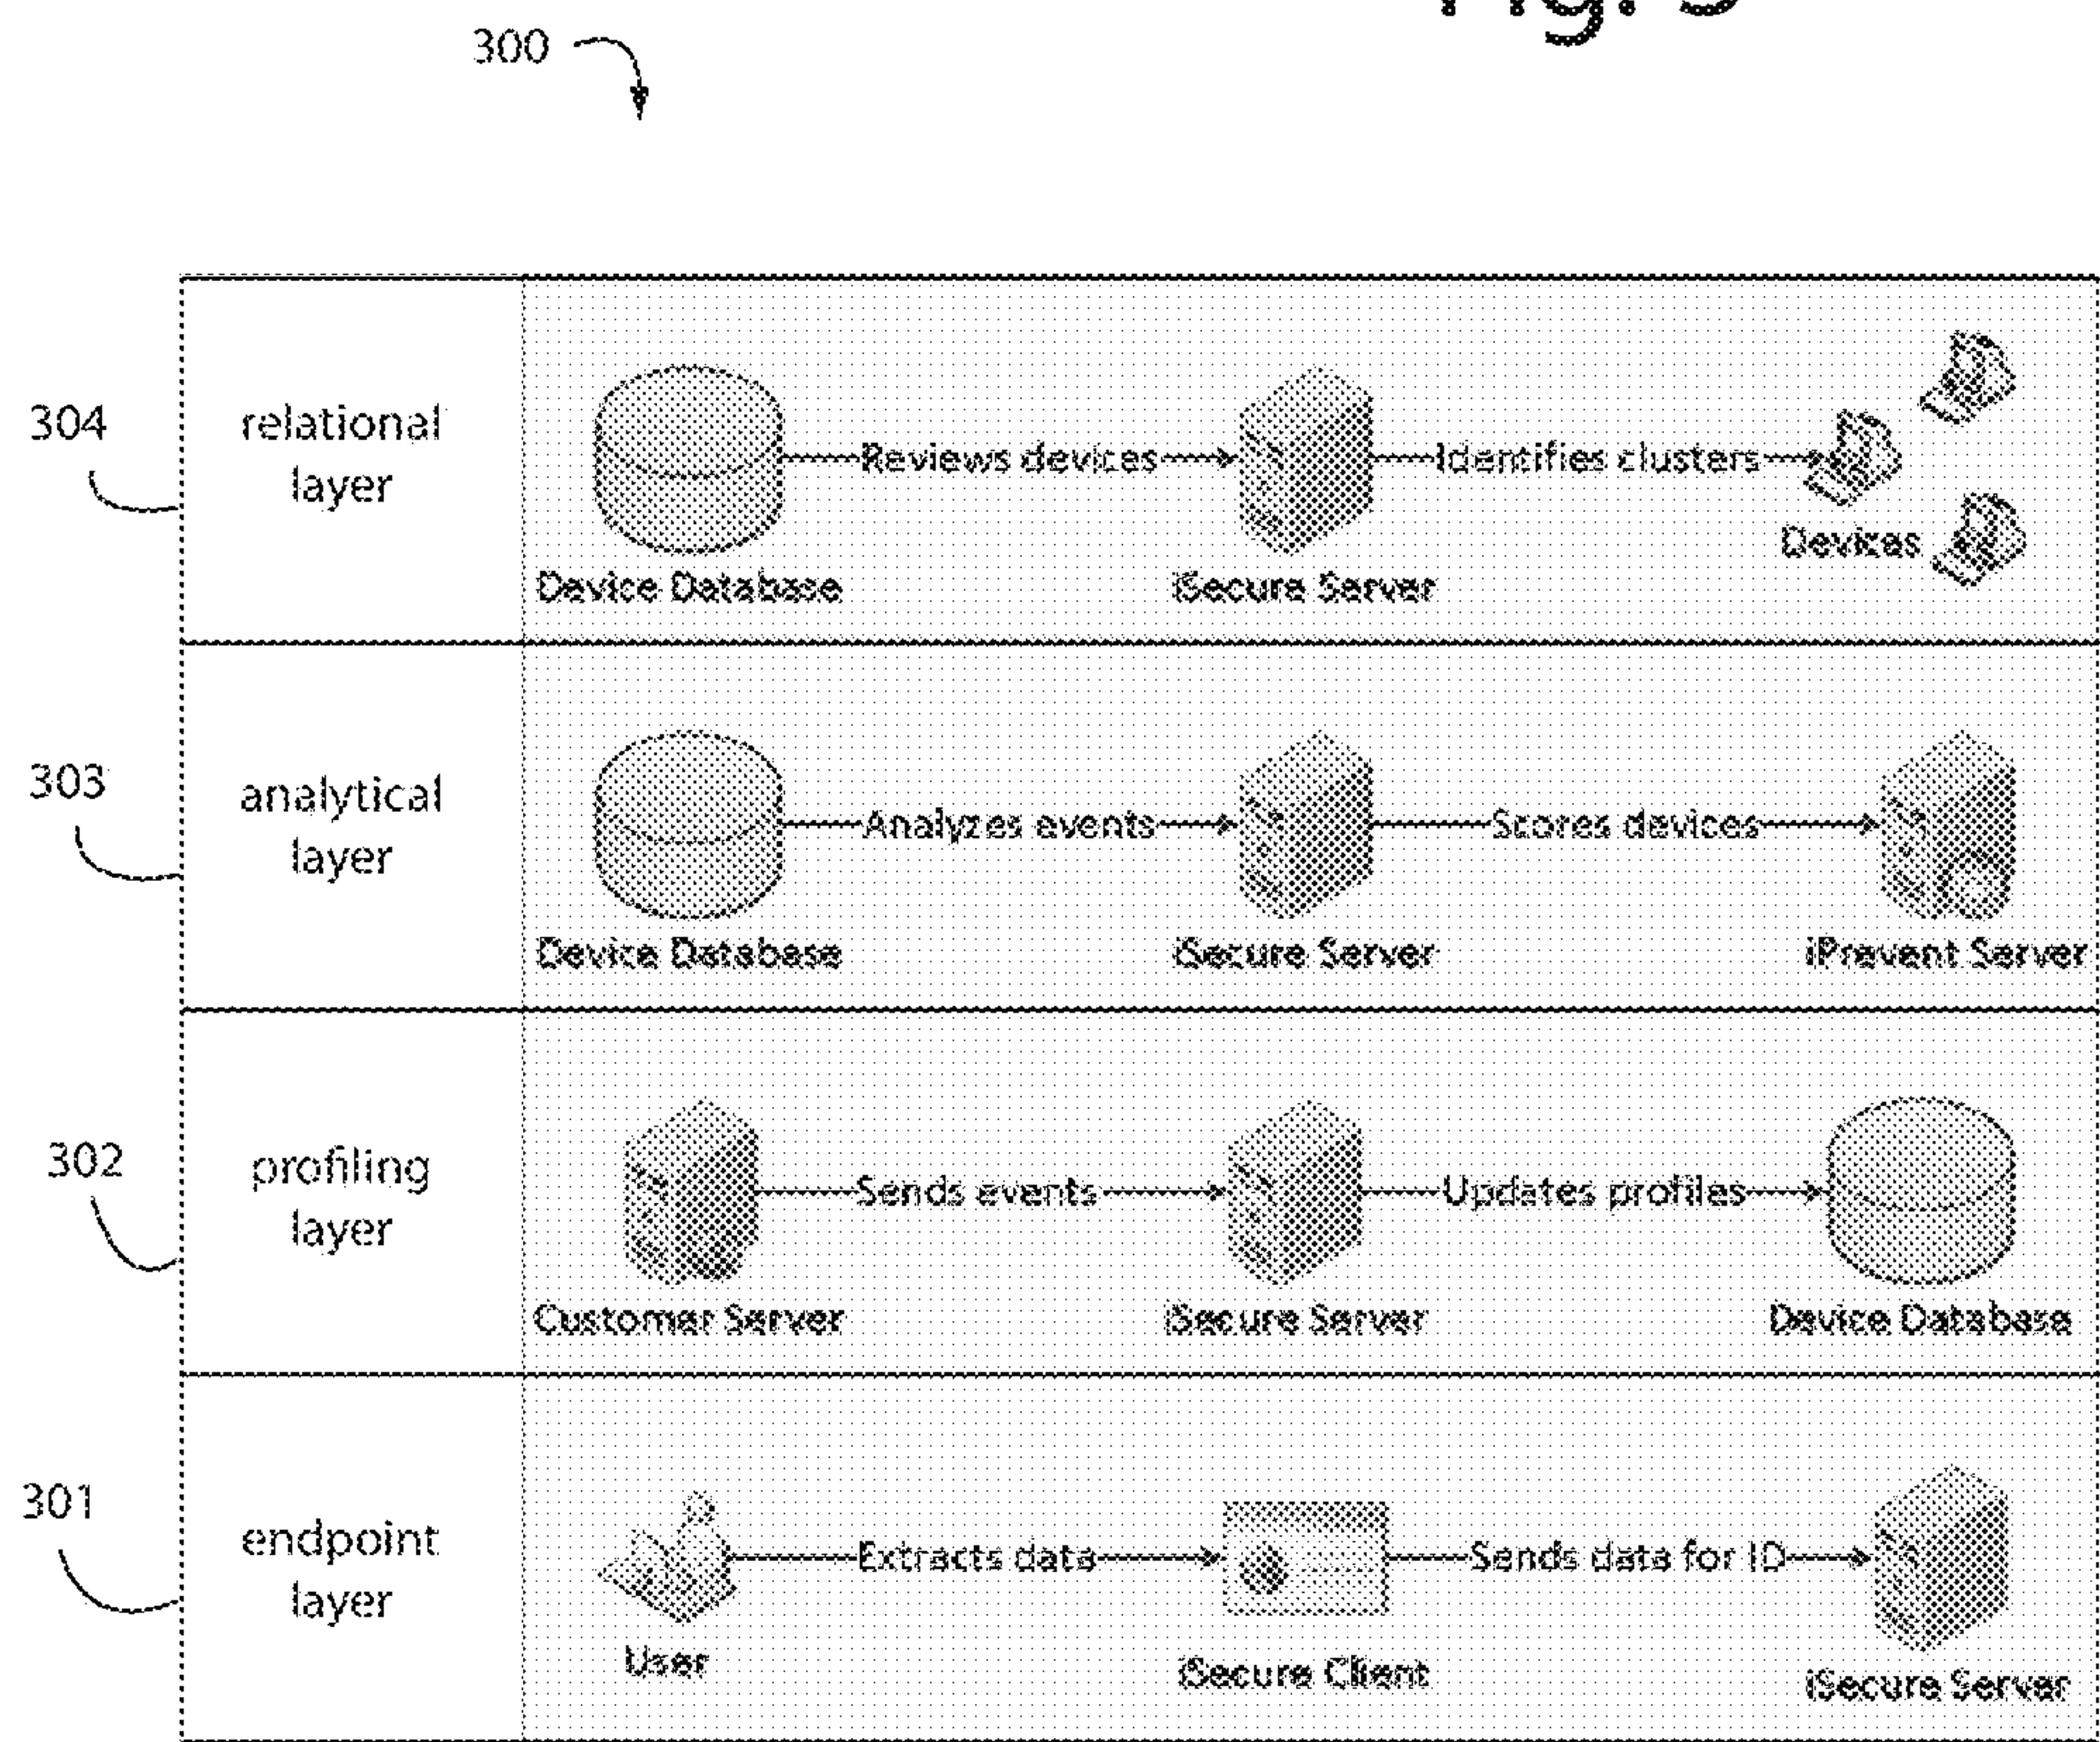 Fig. 3
300
304
relational
layer
Reviews devices
Identifies clusters
Devices
Device Database
iSecure Server
303
analytical
layer
Analyzes events
Scores devices
Device Database
iSecure Server
iPrevent Server
302
profiling
layer
Sends events
Updates profiles
Customer Server
iSecure Server
Device Database
301
endpoint
layer
Extracts data
Sends data for ID
User
iSecure Client
iSecure Server